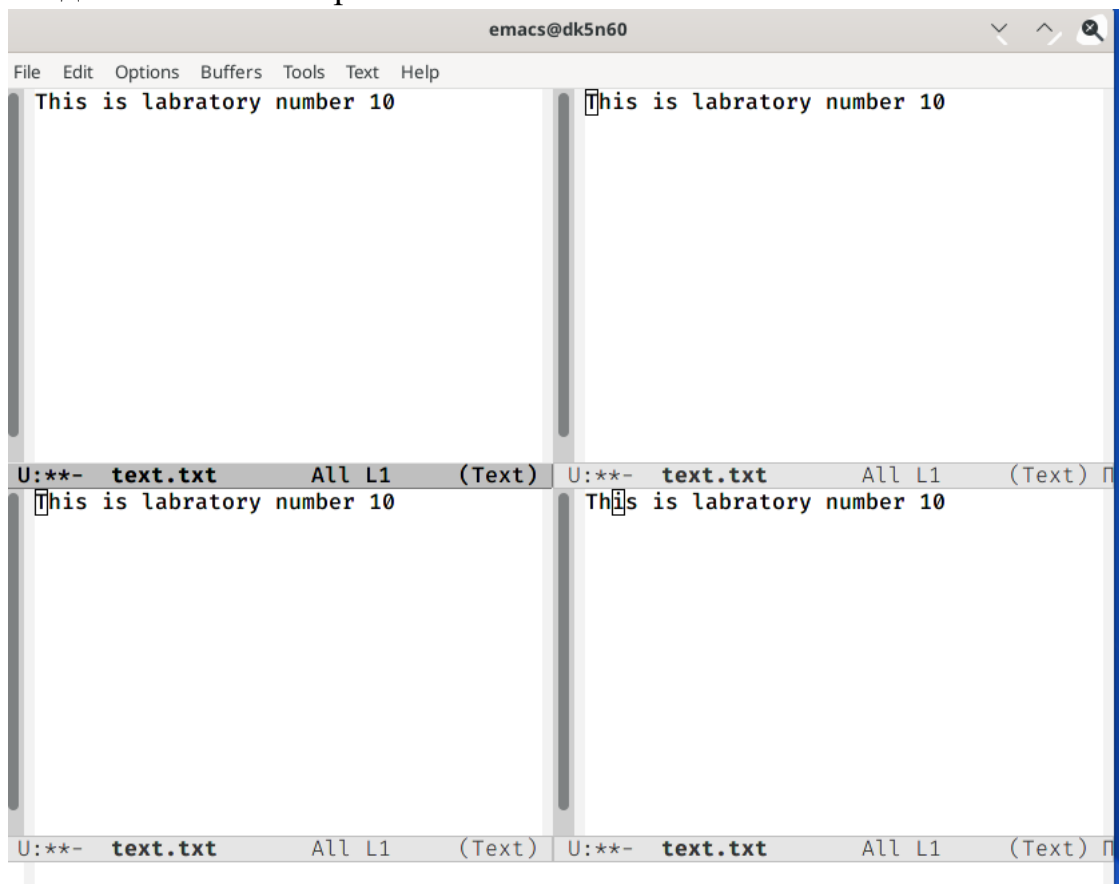 emacs@dk5n60
File Edit Options Buffers Tools Text Help
This is labratory number 10
This is labratory number 10
U:**- text.txt All L1 (Text)
U:**- text.txt All L1 (Text) П
This is labratory number 10
This is labratory number 10
U:**- text.txt All L1 (Text)
U:**- text.txt All L1 (Text) П